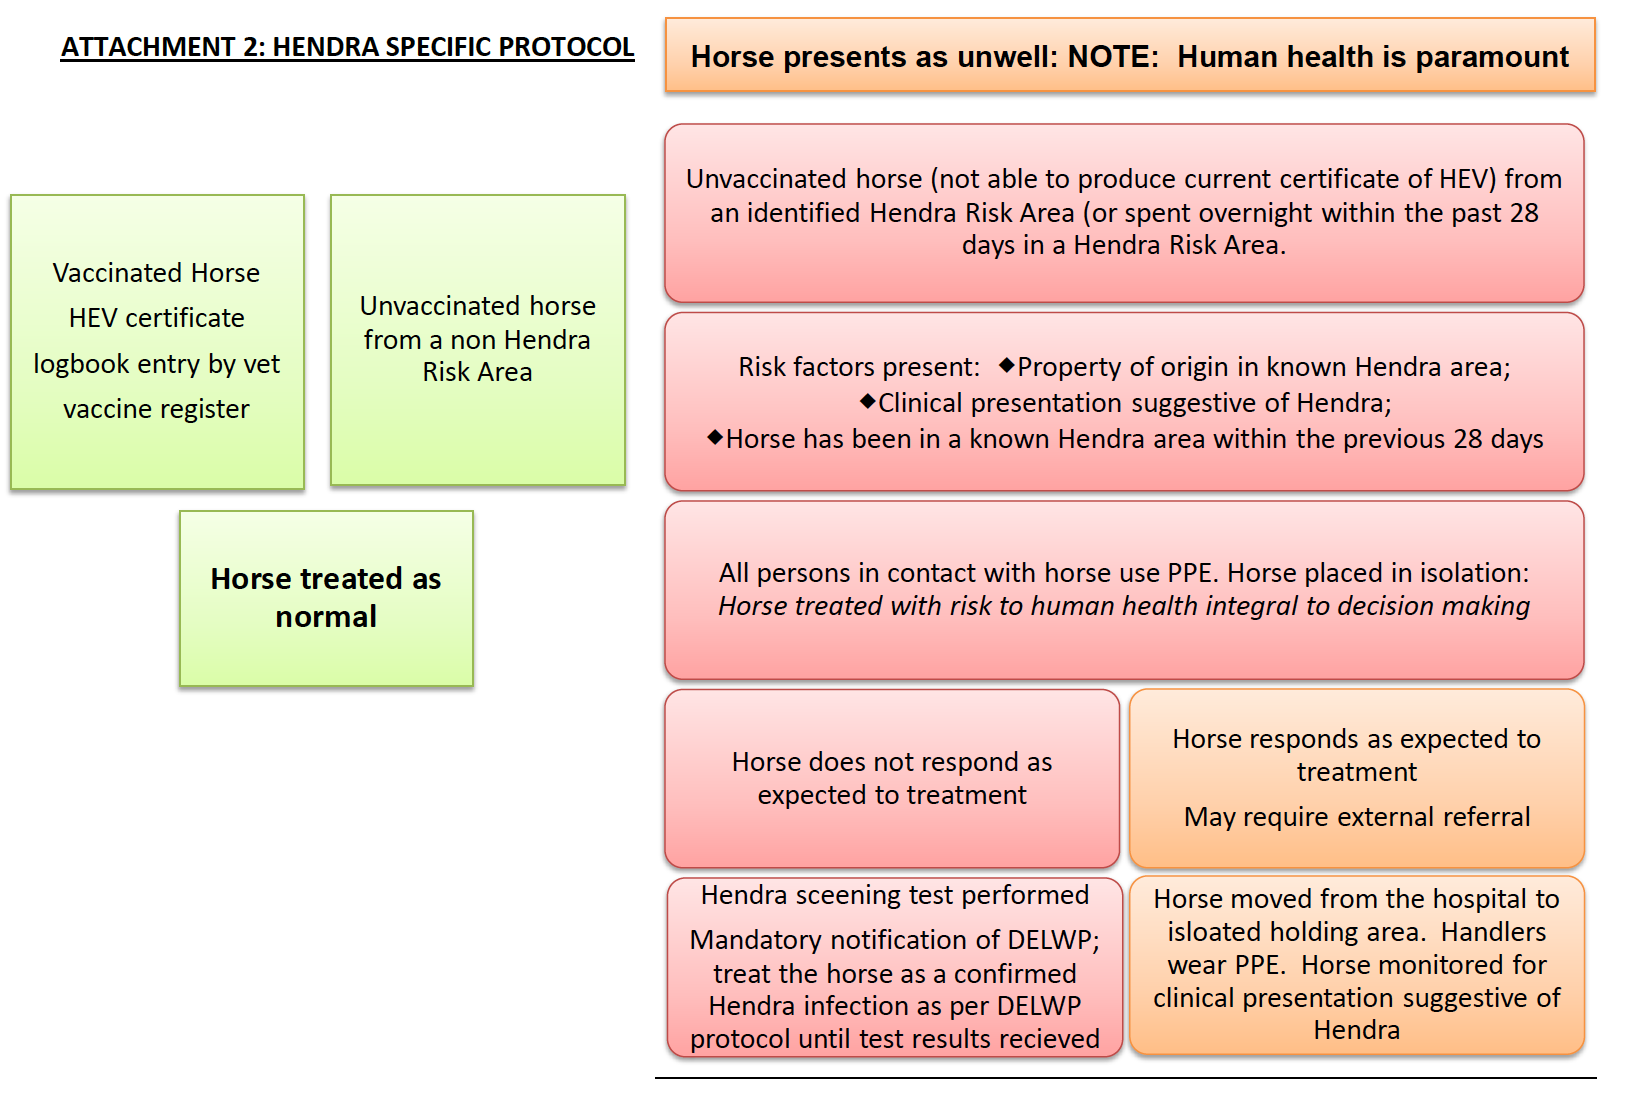 ATTACHMENT 2: HENDRA SPECIFIC PROTOCOL
Horse presents as unwell: NOTE:  Human health is paramount
Vaccinated Horse
HEV certificate
logbook entry by vet
vaccine register
Unvaccinated horse
from a non Hendra
Risk Area
Horse treated as
normal
Unvaccinated horse (not able to produce current certificate of HEV) from
an identified Hendra Risk Area (or spent overnight within the past 28
days in a Hendra Risk Area.
Risk factors present:  ◆Property of origin in known Hendra area;
◆Clinical presentation suggestive of Hendra;
◆Horse has been in a known Hendra area within the previous 28 days
All persons in contact with horse use PPE. Horse placed in isolation:
Horse treated with risk to human health integral to decision making
Horse does not respond as
expected to treatment
Horse responds as expected to
treatment
May require external referral
Hendra sceening test performed
Mandatory notification of DELWP;
treat the horse as a confirmed
Hendra infection as per DELWP
protocol until test results recieved
Horse moved from the hospital to
isloated holding area.  Handlers
wear PPE.  Horse monitored for
clinical presentation suggestive of
Hendra